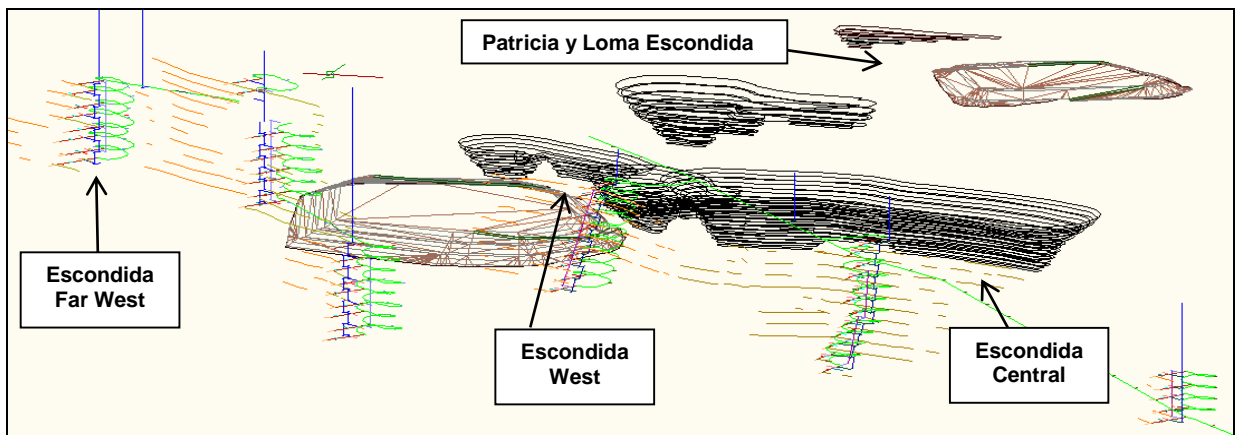 Patricia y Loma Escondida
Escondida
Far West
Escondida
West
Escondida
Central